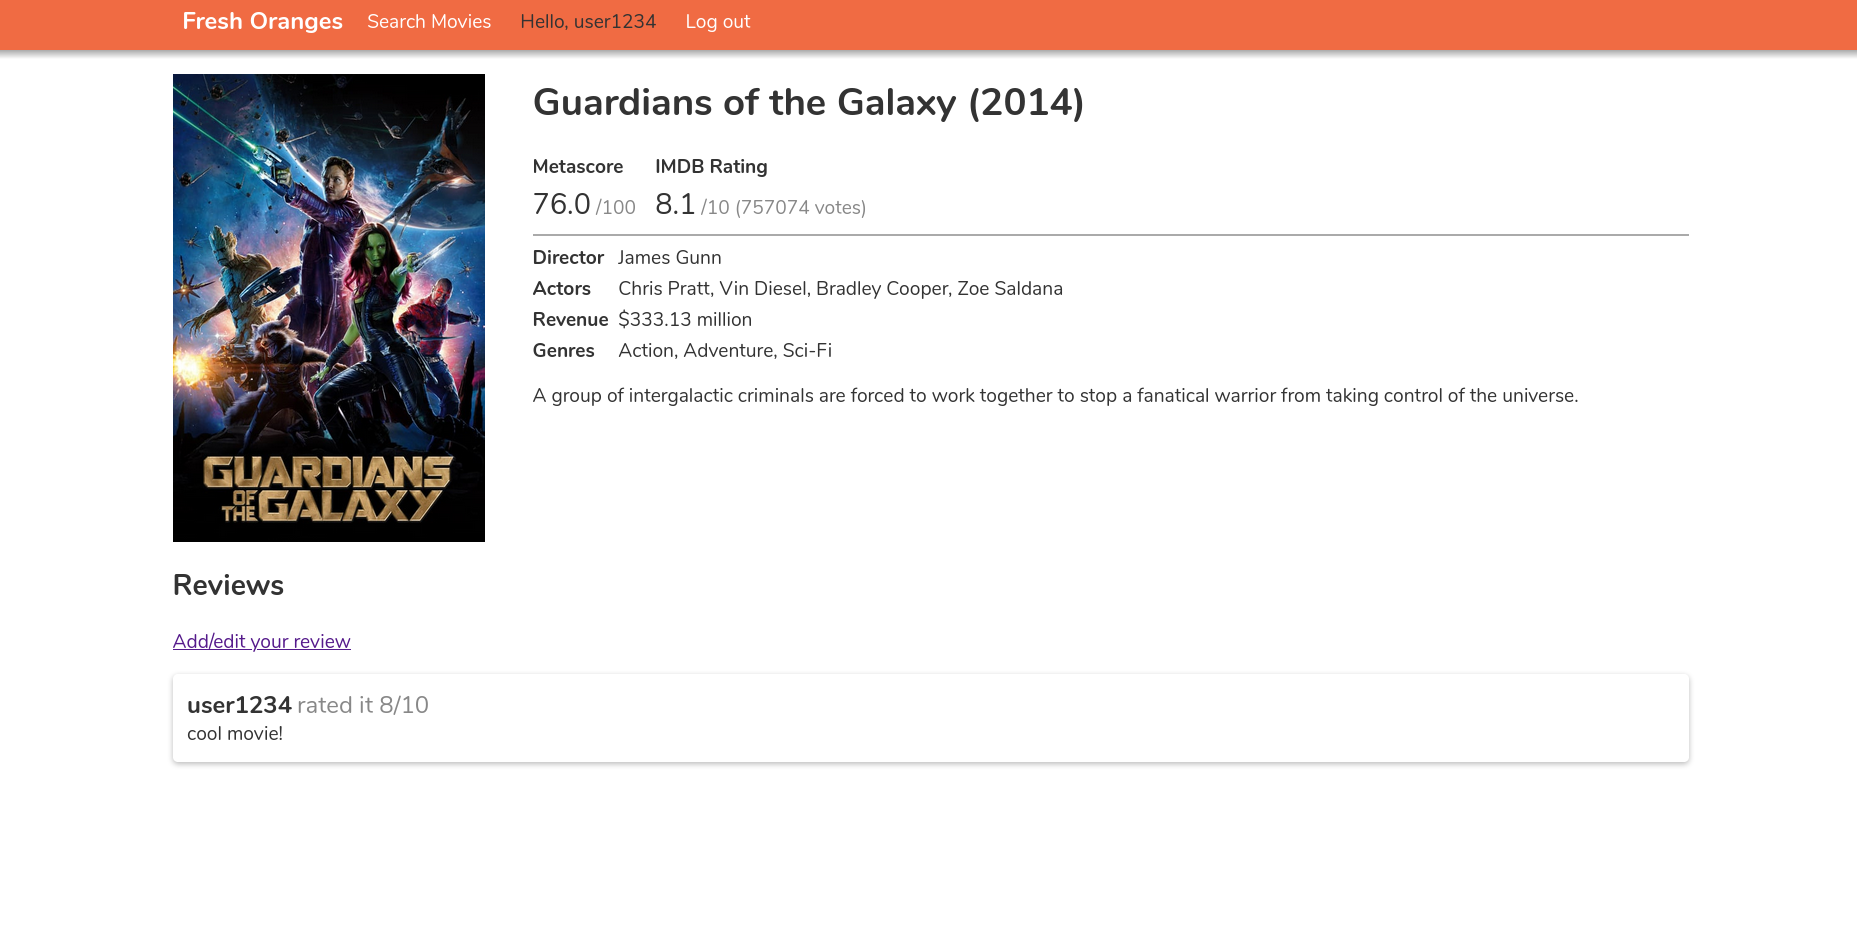 Fresh Oranges Search Movies Hello, user1234 Log out
GUARDIANS
OF
THE GALAXY
Guardians of the Galaxy (2014)
Metascore IMDB Rating
76.0 /100 8.1 /10 (757074 votes)
Director James Gunn
Actors Chris Pratt, Vin Diesel, Bradley Cooper, Zoe Saldana
Revenue $333.13 million
Genres Action, Adventure, Sci-Fi
A group of intergalactic criminals are forced to work together to stop a fanatical warrior from taking control of the universe.
Reviews
Add/edit your review
user1234 rated it 8/10
cool movie!